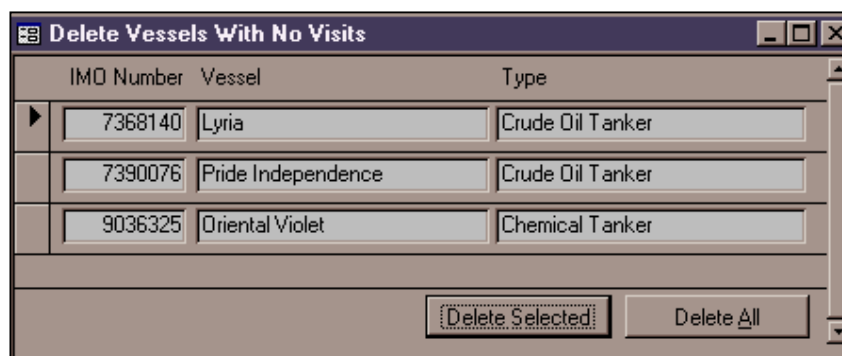 Delete Vessels With No Visits
IMO Number Vessel Type
7368140 Lyria Crude Oil Tanker
7390076 Pride Independence Crude Oil Tanker
9036325 Oriental Violet Chemical Tanker
Delete Selected Delete All